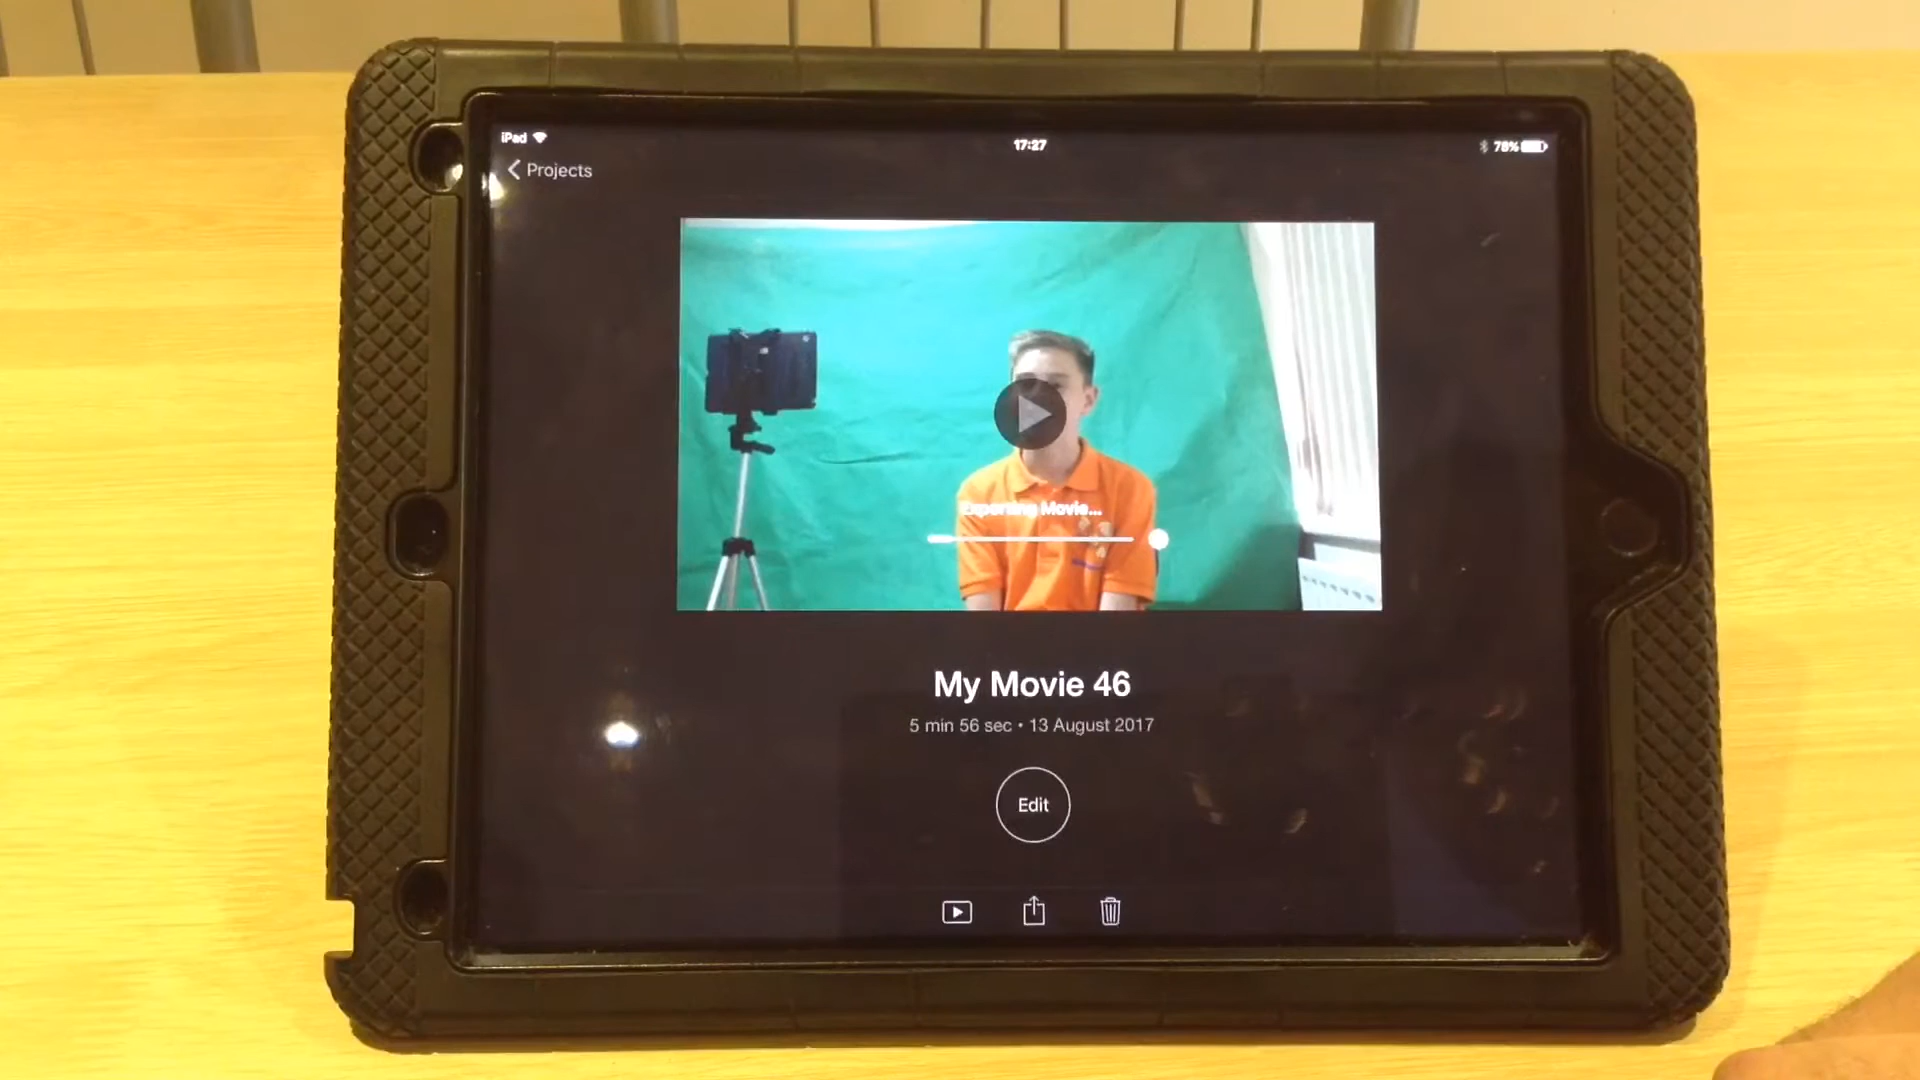 iPad
17:27
78%
Projects
Exporting Movie...
My Movie 46
5 min 56 sec • 13 August 2017
Edit